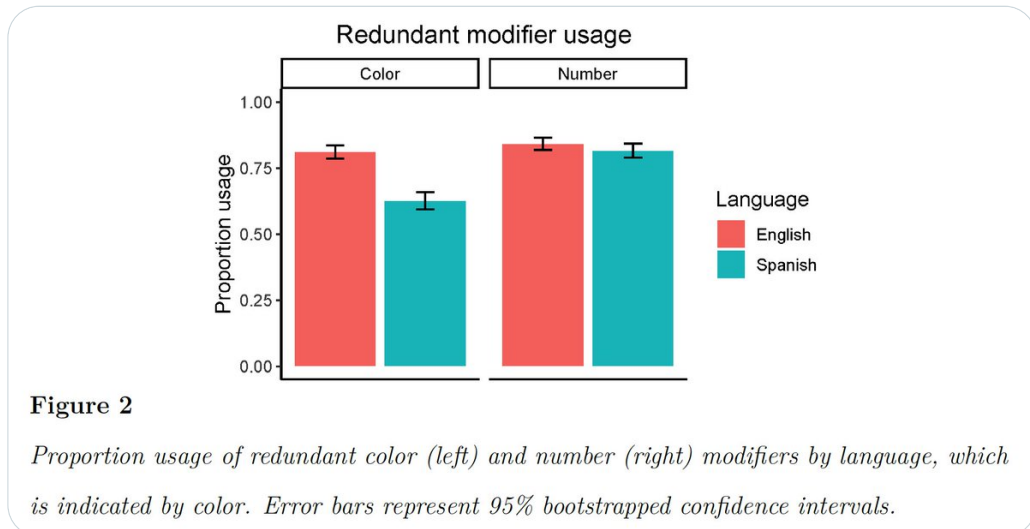 Redundant modifier usage
Color
Number
1.00
0.75
0.50
0.25
0.00
Proportion usage
Language
English
Spanish
Figure 2
Proportion usage of redundant color (left) and number (right) modifiers by language, which
is indicated by color. Error bars represent 95% bootstrapped confidence intervals.